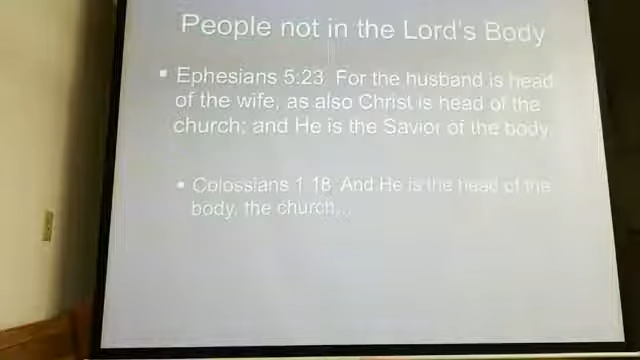 People not in the Lord's Body
▪ Ephesians 5:23 For the husband is head
of the wife, as also Christ is head of the
church; and He is the Savior of the body.
• Colossians 1:18 And He is the head of the
body, the church...